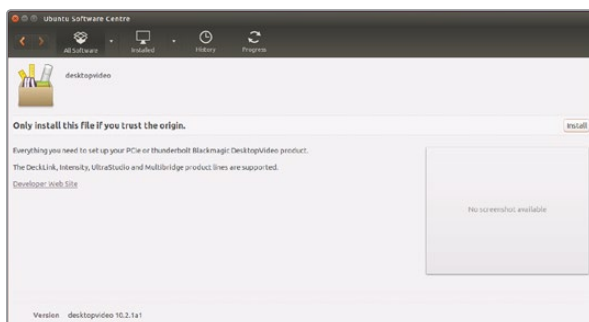 Ubuntu Software Centre
All Software
Installed
History
Progress
desktopvideo
Only install this file if you trust the origin.
Install
Everything you need to set up your PCIe or thunderbolt Blackmagic DesktopVideo product.
The DeckLink, Intensity, UltraStudio and Multibridge product lines are supported.
Developer Web Site
No screenshot available
Version desktopvideo 10.2.1a1